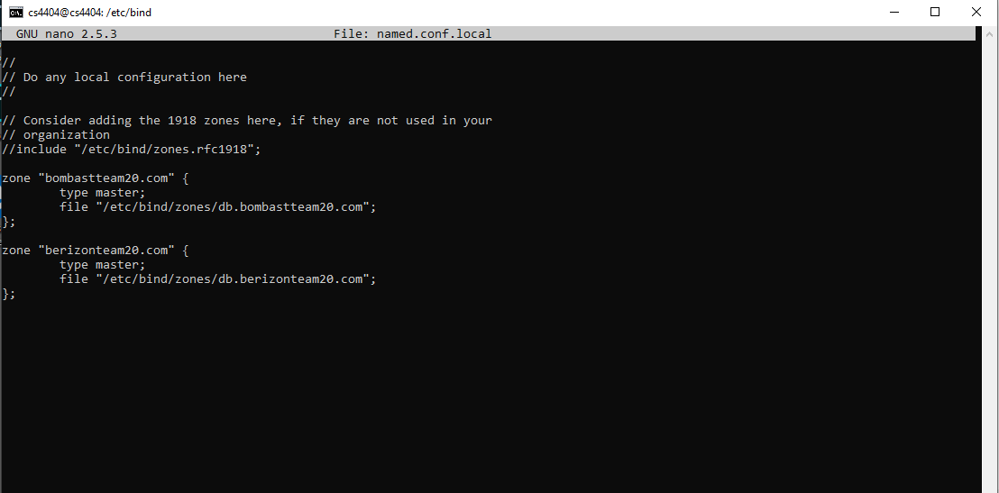 cs4404@cs4404: /etc/bind
GNU nano 2.5.3 File: named.conf.local
//
// Do any local configuration here
//
// Consider adding the 1918 zones here, if they are not used in your
// organization
//include "/etc/bind/zones.rfc1918";
zone "bombastteam20.com" {
type master;
file "/etc/bind/zones/db.bombastteam20.com";
};
zone "berizonteam20.com" {
type master;
file "/etc/bind/zones/db.berizonteam20.com";
};